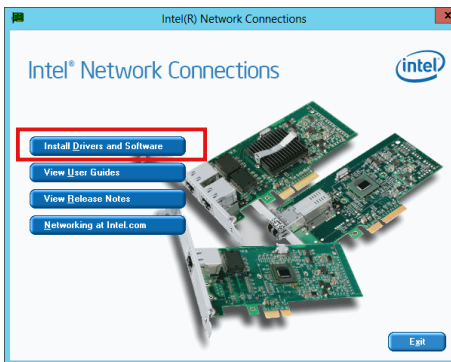 Intel(R) Network Connections
x
Intel® Network Connections
intel
Install Drivers and Software
View User Guides
View Release Notes
Networking at Intel.com
Exit